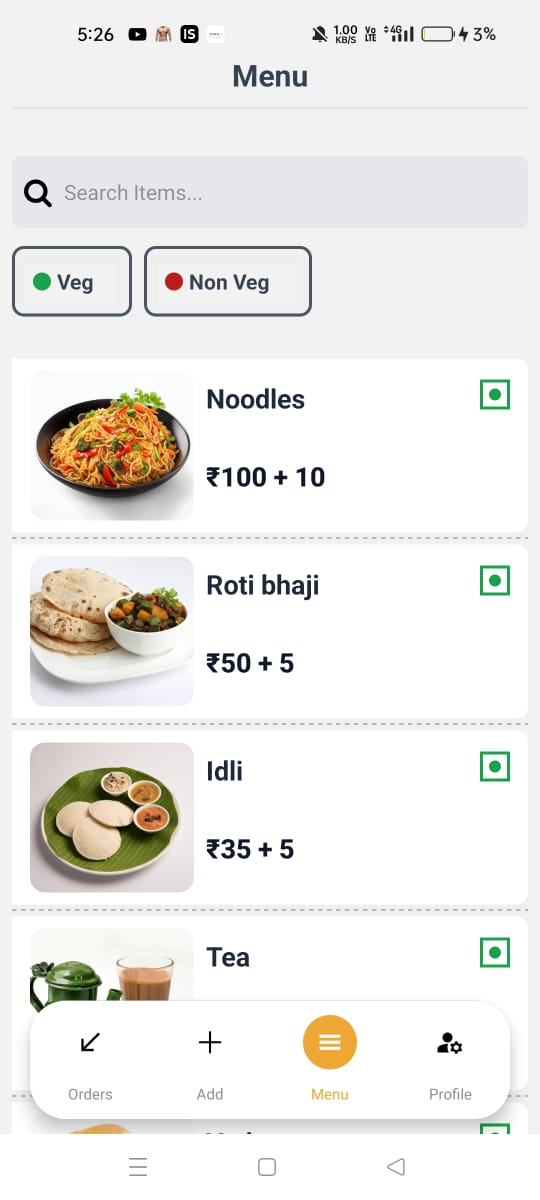 5:26 IS 1.00 KB/S Vo LTE 4G 3%
Menu
Search Items...
Veg Non Veg
Noodles
₹100 + 10
Roti bhaji
₹50 + 5
Idli
₹35 + 5
Tea
Orders Add Menu Profile